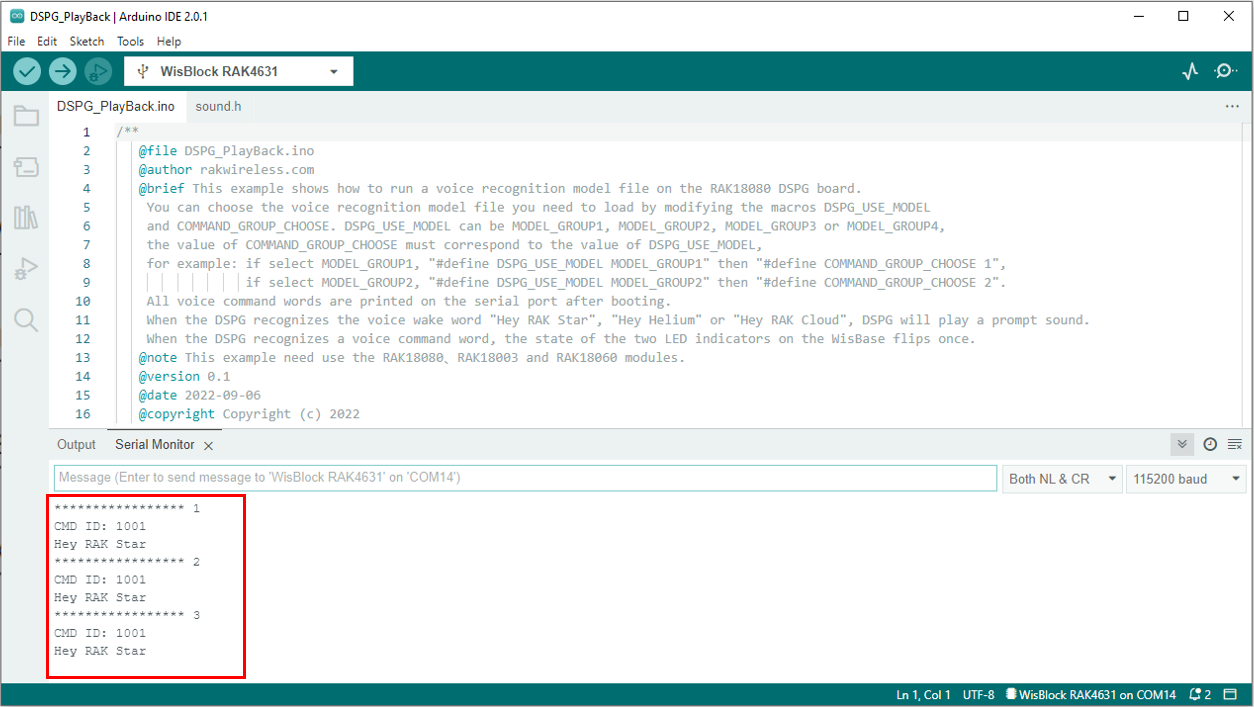 DSPG_PlayBack | Arduino IDE 2.0.1
File Edit Sketch Tools Help
WisBlock RAK4631
DSPG_PlayBack.ino sound.h
1 /**
2 @file DSPG_PlayBack.ino
3 @author rakwireless.com
4 @brief This example shows how to run a voice recognition model file on the RAK18080 DSPG board.
5 You can choose the voice recognition model file you need to load by modifying the macros DSPG_USE_MODEL
6 and COMMAND_GROUP_CHOOSE. DSPG_USE_MODEL can be MODEL_GROUP1, MODEL_GROUP2, MODEL_GROUP3 or MODEL_GROUP4,
7 the value of COMMAND_GROUP_CHOOSE must correspond to the value of DSPG_USE_MODEL,
8 for example: if select MODEL_GROUP1, "#define DSPG_USE_MODEL MODEL_GROUP1" then "#define COMMAND_GROUP_CHOOSE 1",
9 if select MODEL_GROUP2, "#define DSPG_USE_MODEL MODEL_GROUP2" then "#define COMMAND_GROUP_CHOOSE 2".
10 All voice command words are printed on the serial port after booting.
11 When the DSPG recognizes the voice wake word "Hey RAK Star", "Hey Helium" or "Hey RAK Cloud", DSPG will play a prompt sound.
12 When the DSPG recognizes a voice command word, the state of the two LED indicators on the WisBase flips once.
13 @note This example need use the RAK18080、RAK18003 and RAK18060 modules.
14 @version 0.1
15 @date 2022-09-06
16 @copyright Copyright (c) 2022
Output Serial Monitor
Message (Enter to send message to 'WisBlock RAK4631' on 'COM14')
Both NL & CR 115200 baud
***************** 1
CMD ID: 1001
Hey RAK Star
***************** 2
CMD ID: 1001
Hey RAK Star
***************** 3
CMD ID: 1001
Hey RAK Star
Ln 1, Col 1 UTF-8 WisBlock RAK4631 on COM14 2